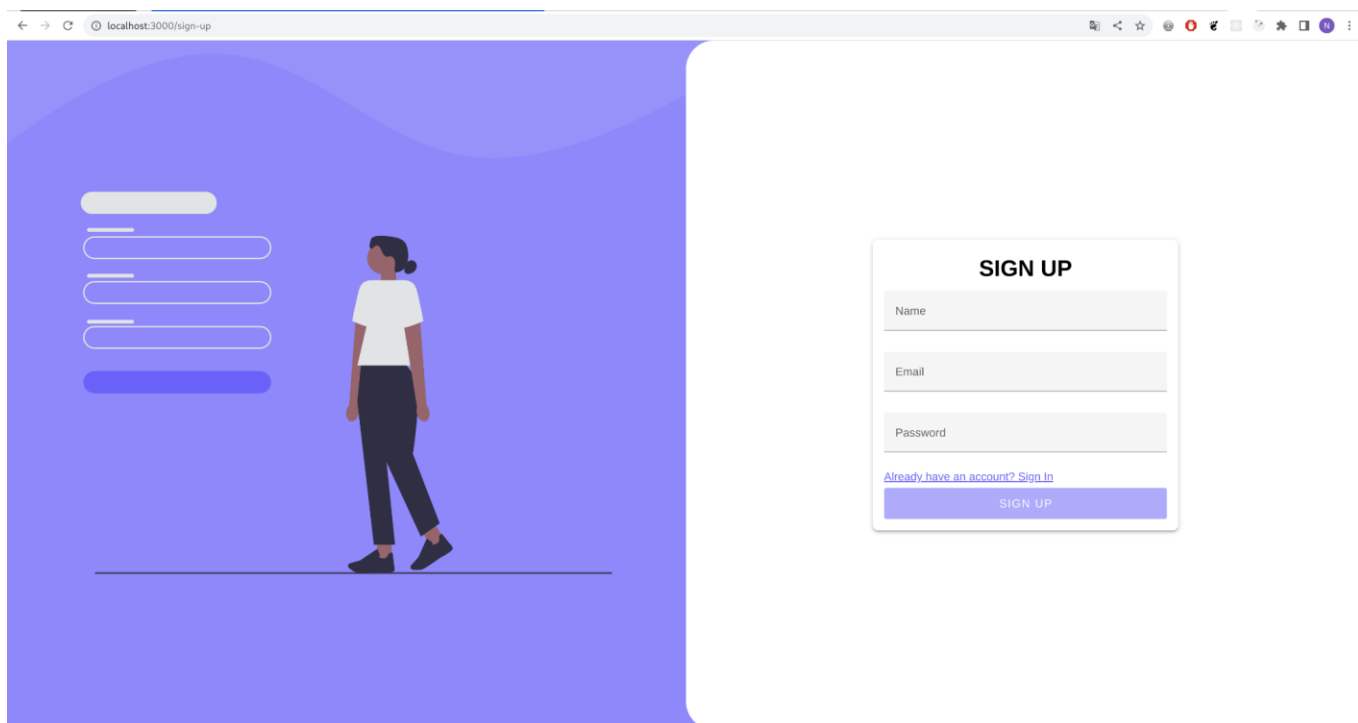 localhost:3000/sign-up
N
SIGN UP
Name
Email
Password
Already have an account? Sign In
SIGN UP